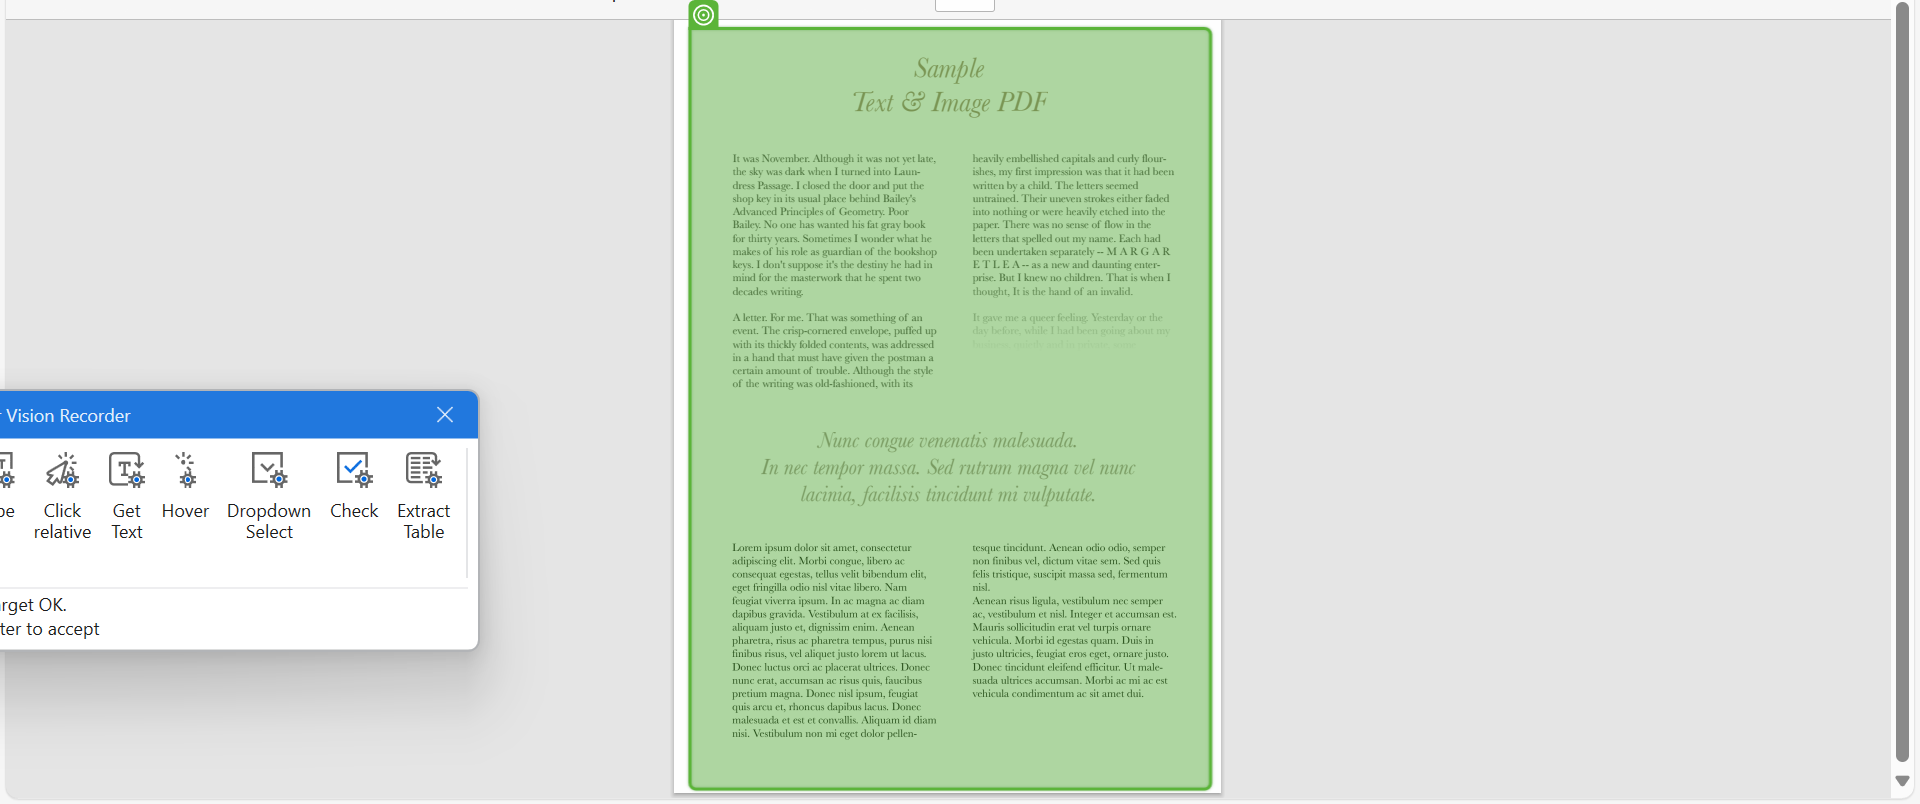 Sample
Text & Image PDF
It was November. Although it was not yet late,
the sky was dark when I turned into Laun-
dress Passage. I closed the door and put the
shop key in its usual place behind Bailey's
Advanced Principles of Geometry. Poor
Bailey. No one has wanted his fat gray book
for thirty years. Sometimes I wonder what he
makes of his role as guardian of the bookshop
keys. I don't suppose it's the destiny he had in
mind for the masterwork that he spent two
decades writing.
A letter. For me. That was something of an
event. The crisp-cornered envelope, puffed up
with its thickly folded contents, was addressed
in a hand that must have given the postman a
certain amount of trouble. Although the style
of the writing was old-fashioned, with its
heavily embellished capitals and curly flour-
ishes, my first impression was that it had been
written by a child. The letters seemed
untrained. Their uneven strokes either faded
into nothing or were heavily etched into the
paper. There was no sense of flow in the
letters that spelled out my name. Each had
been undertaken separately -- M A R G A R
E T L E A -- as a new and daunting enter-
prise. But I knew no children. That is when I
thought, It is the hand of an invalid.
It gave me a queer feeling. Yesterday or the
day before, while I had been going about my
business, quietly and in private, some
Nunc congue venenatis malesuada.
In nec tempor massa. Sed rutrum magna vel nunc
lacinia, facilisis tincidunt mi vulputate.
Lorem ipsum dolor sit amet, consectetur
adipiscing elit. Morbi congue, libero ac
consequat egestas, tellus velit bibendum elit,
eget fringilla odio nisl vitae libero. Nam
feugiat viverra ipsum. In ac magna ac diam
dapibus gravida. Vestibulum at ex facilisis,
aliquam justo et, dignissim enim. Aenean
pharetra, risus ac pharetra tempus, purus nisi
finibus risus, vel aliquet justo lorem ut lacus.
Donec luctus orci ac placerat ultrices. Donec
nunc erat, accumsan ac risus quis, faucibus
pretium magna. Donec nisl ipsum, feugiat
quis arcu et, rhoncus dapibus lacus. Donec
malesuada et est et convallis. Aliquam id diam
nisi. Vestibulum non mi eget dolor pellen-
tesque tincidunt. Aenean odio odio, semper
non finibus vel, dictum vitae sem. Sed quis
felis tristique, suscipit massa sed, fermentum
nisl.
Aenean risus ligula, vestibulum nec semper
ac, vestibulum et nisl. Integer et accumsan est.
Mauris sollicitudin erat vel turpis ornare
vehicula. Morbi id egestas quam. Duis in
justo ultricies, feugiat eros eget, ornare justo.
Donec tincidunt eleifend efficitur. Ut male-
suada ultrices accumsan. Morbi ac mi ac est
vehicula condimentum ac sit amet dui.
Vision Recorder
pe
Click
relative
Get
Text
Hover
Dropdown
Select
Check
Extract
Table
rget OK.
ter to accept